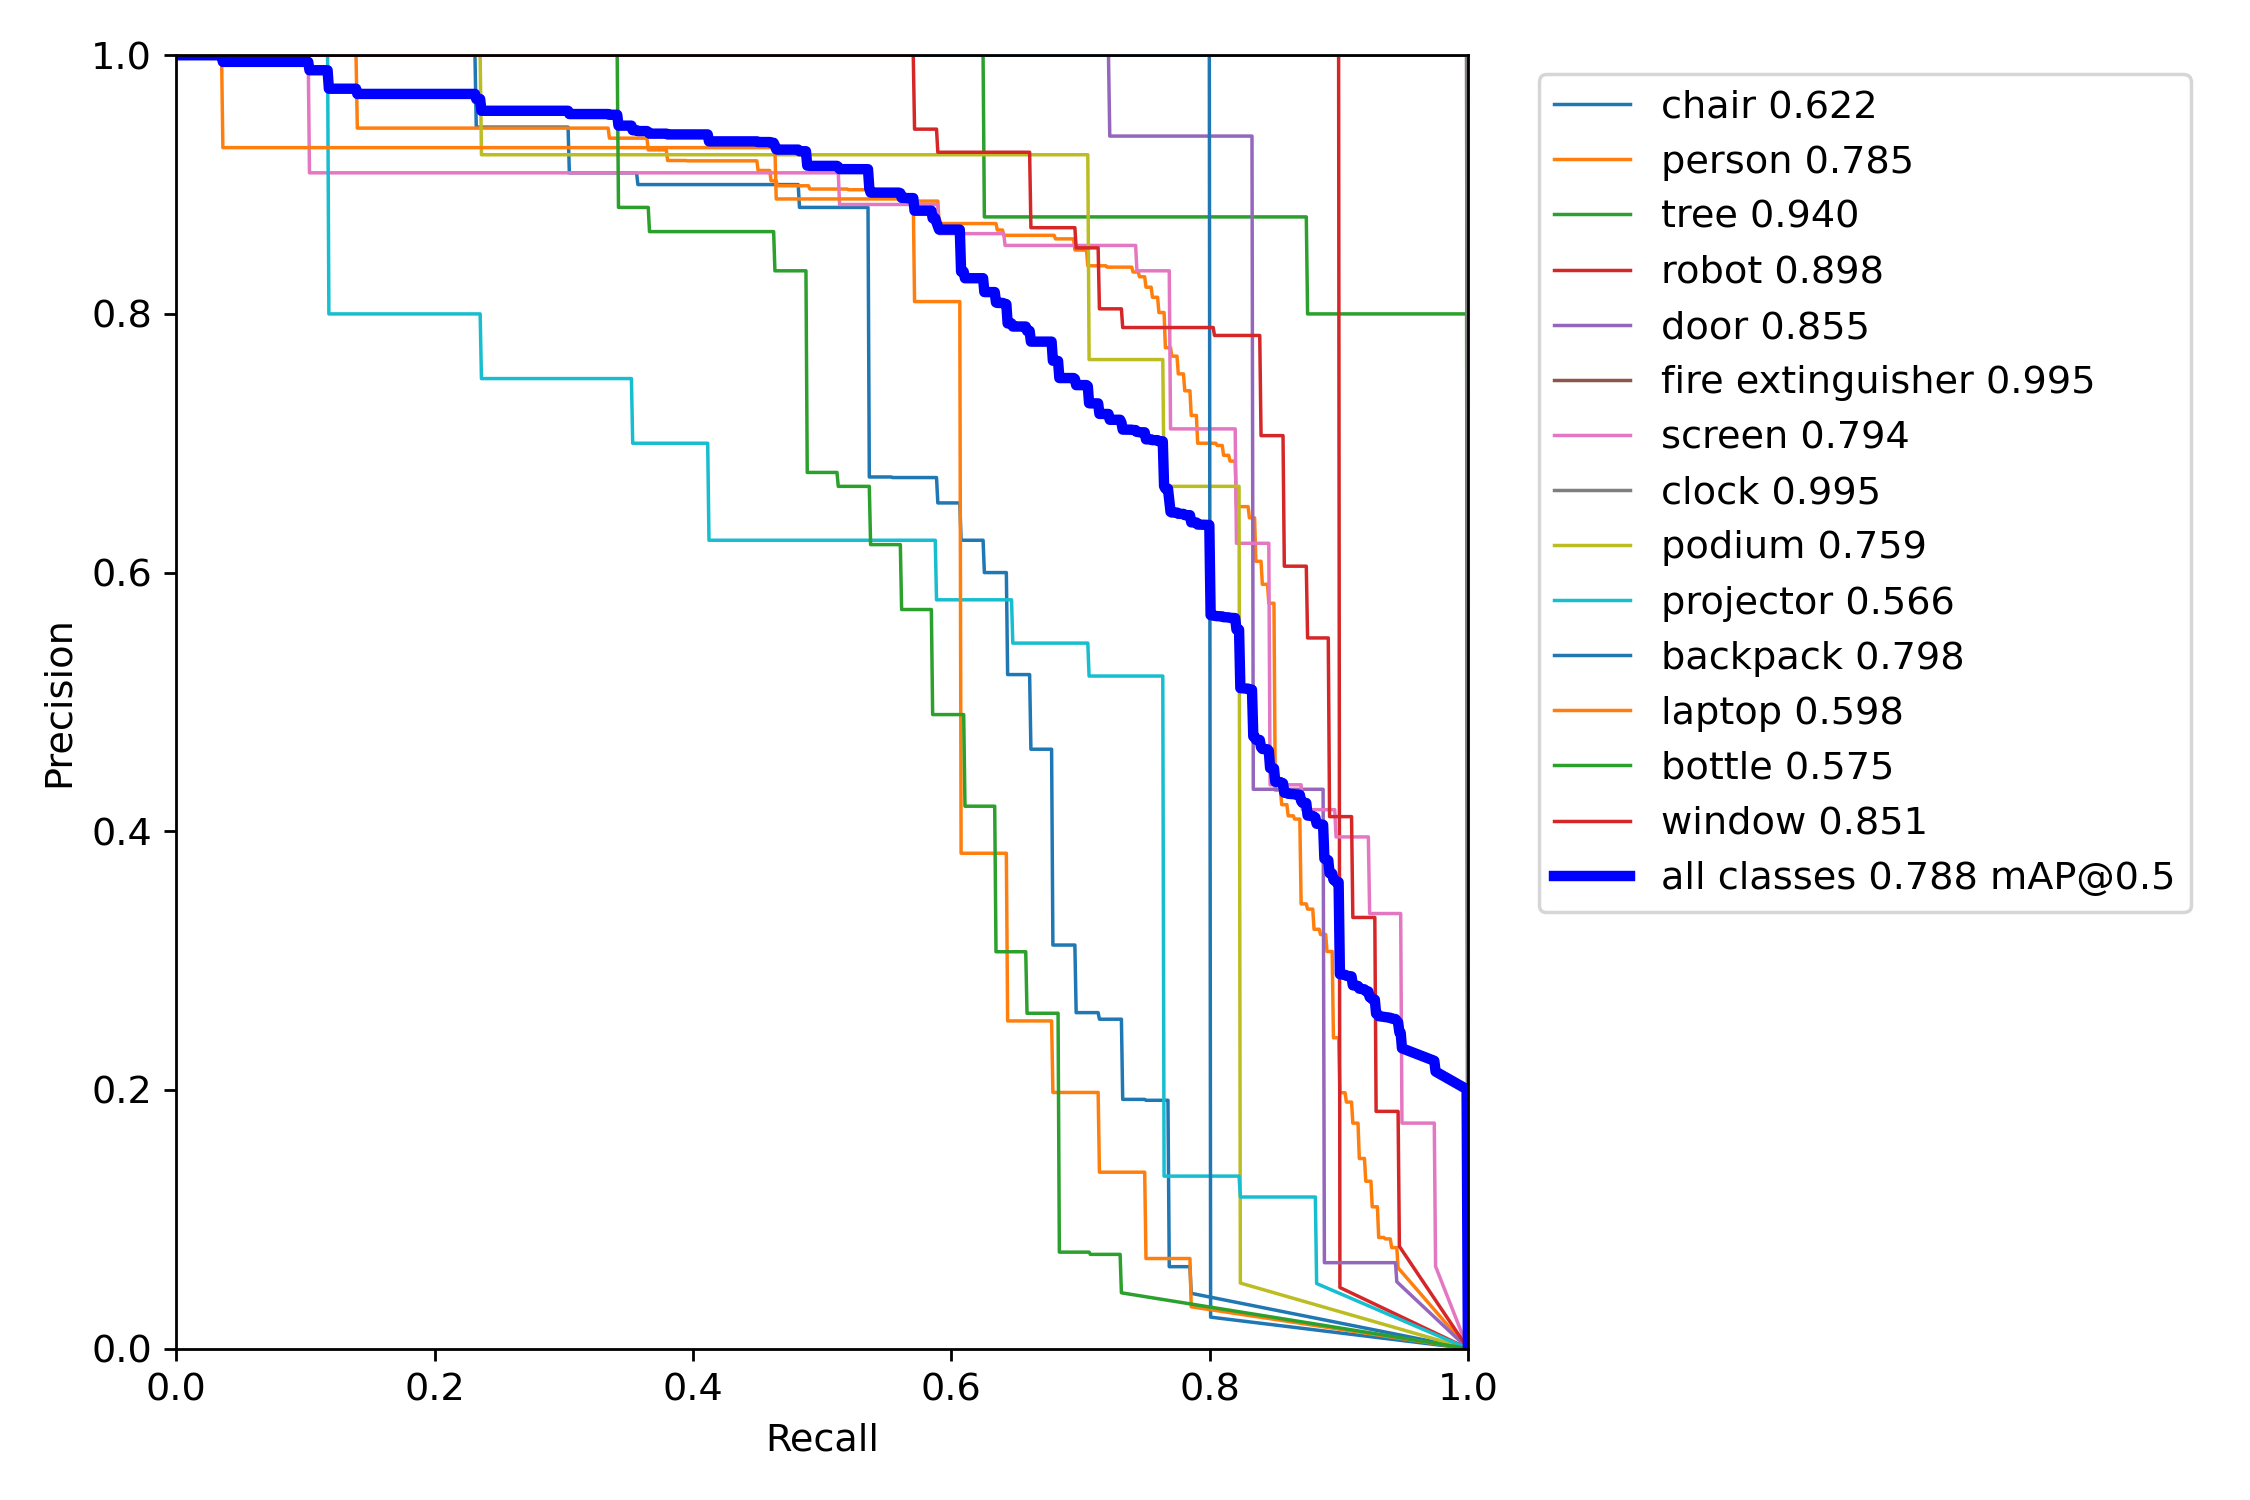 1.0
0.8
0.6
0.4
0.2
0.0
Precision
0.0 0.2 0.4 0.6 0.8 1.0
Recall
chair 0.622
person 0.785
tree 0.940
robot 0.898
door 0.855
fire extinguisher 0.995
screen 0.794
clock 0.995
podium 0.759
projector 0.566
backpack 0.798
laptop 0.598
bottle 0.575
window 0.851
all classes 0.788 mAP@0.5